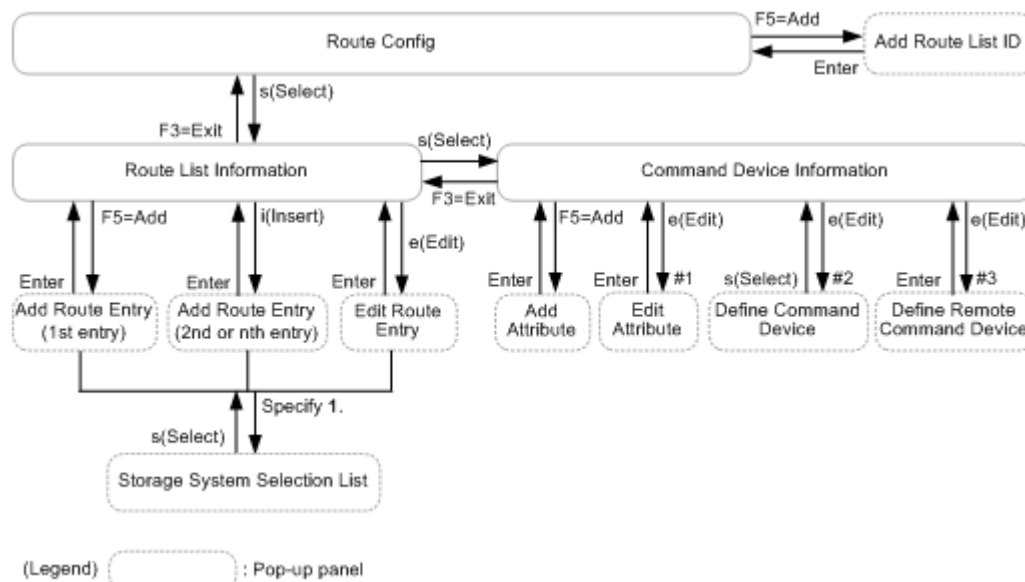 F5=Add
Route Config
Add Route List ID
Enter
s(Select)
F3=Exit
s(Select)
Route List Information
Command Device Information
F3=Exit
F5=Add
i(Insert)
e(Edit)
F5=Add
e(Edit)
e(Edit)
e(Edit)
Enter
Enter
Enter
Enter
Enter
#1
s(Select)
#2
Enter
#3
Add Route Entry
(1st entry)
Add Route Entry
(2nd or nth entry)
Edit Route
Entry
Add
Attribute
Edit
Attribute
Define Command
Device
Define Remote
Command Device
Specify 1.
s(Select)
Storage System Selection List
(Legend)
: Pop-up panel